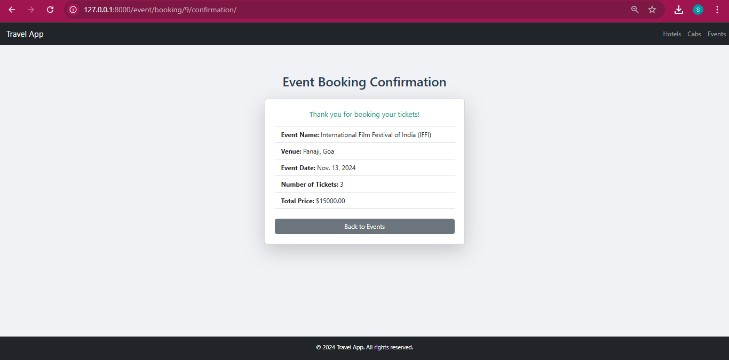 127.0.0.1:8000/event/booking/9/confirmation/
S
Travel App
Hotels Cabs Events
Event Booking Confirmation
Thank you for booking your tickets!
Event Name: International Film Festival of India (IFFI)
Venue: Panaji, Goa
Event Date: Nov. 13, 2024
Number of Tickets: 3
Total Price: $15000.00
Back to Events
© 2024 Travel App. All rights reserved.